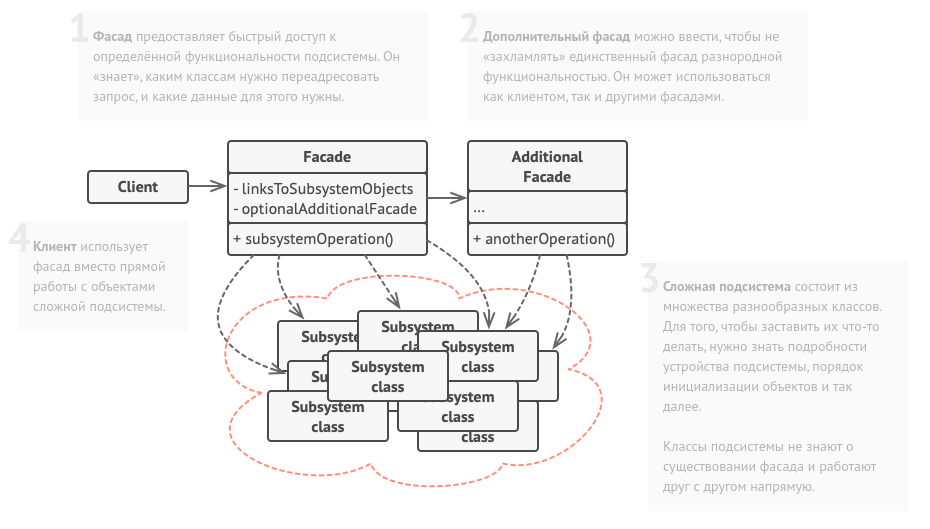 1
Фасад предоставляет быстрый доступ к
определённой функциональности подсистемы. Он
«знает», каким классам нужно переадресовать
запрос, и какие данные для этого нужны.
2
Дополнительный фасад можно ввести, чтобы не
«захламлять» единственный фасад разнородной
функциональностью. Он может использоваться
как клиентом, так и другими фасадами.
Client
Facade
- linksToSubsystemObjects
- optionalAdditionalFacade
+ subsystemOperation()
Additional
Facade
...
+ anotherOperation()
4
Клиент использует
фасад вместо прямой
работы с объектами
сложной подсистемы.
3
Сложная подсистема состоит из
множества разнообразных классов.
Для того, чтобы заставить их что-то
делать, нужно знать подробности
устройства подсистемы, порядок
инициализации объектов и так
далее.
Классы подсистемы не знают о
существовании фасада и работают
друг с другом напрямую.
Subsystem
Subsystem
class
Subsystem
class
Subsystem
class
class